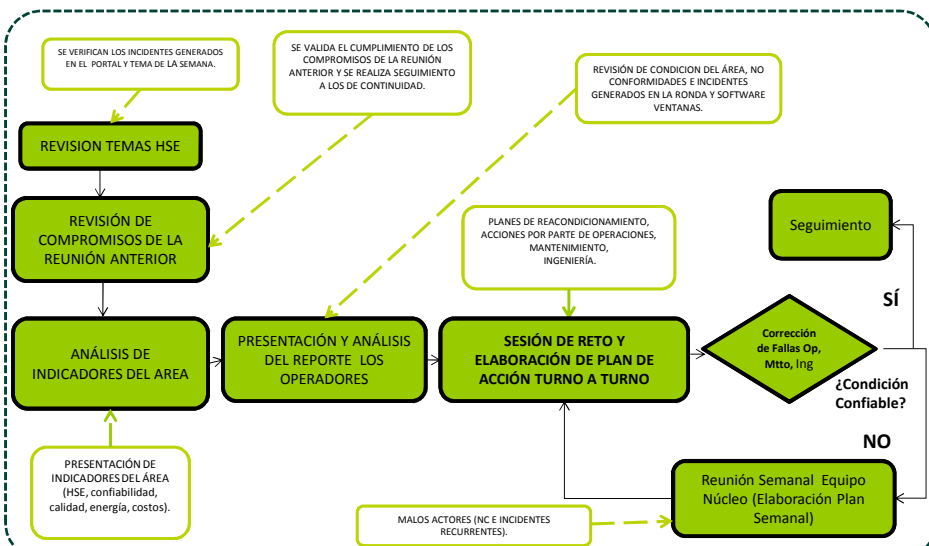 SE VERIFICAN LOS INCIDENTES GENERADOS
EN EL PORTAL Y TEMA DE LA SEMANA.
SE VALIDA EL CUMPLIMIENTO DE LOS
COMPROMISOS DE LA REUNIÓN
ANTERIOR Y SE REALIZA SEGUIMIENTO
A LOS DE CONTINUIDAD.
REVISIÓN DE CONDICION DEL ÁREA, NO
CONFORMIDADES E INCIDENTES
GENERADOS EN LA RONDA Y SOFTWARE
VENTANAS.
REVISION TEMAS HSE
REVISIÓN DE
COMPROMISOS DE LA
REUNIÓN ANTERIOR
PLANES DE REACONDICIONAMIENTO,
ACCIONES POR PARTE DE OPERACIONES,
MANTENIMIENTO,
INGENIERÍA.
Seguimiento
SÍ
ANÁLISIS DE
INDICADORES DEL AREA
PRESENTACIÓN Y ANÁLISIS
DEL REPORTE LOS
OPERADORES
SESIÓN DE RETO Y
ELABORACIÓN DE PLAN DE
ACCIÓN TURNO A TURNO
Corrección
de Fallas Op,
Mtto, Ing
¿Condición
Confiable?
NO
PRESENTACIÓN DE
INDICADORES DEL ÁREA
(HSE, confiabilidad,
calidad, energía, costos).
MALOS ACTORES (NC E INCIDENTES
RECURRENTES).
Reunión Semanal Equipo
Núcleo (Elaboración Plan
Semanal)